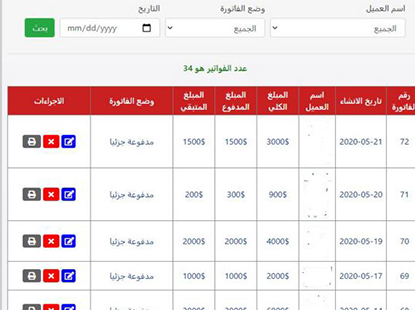 اسم العميل وضع الفاتورة التاريخ
الجميع الجميع mm/dd/yyyy بحث
عدد الفواتير هو 34
رقم الفاتورة تاريخ الانشاء اسم العميل المبلغ الكلي المبلغ المدفوع المبلغ المتبقي وضع الفاتورة الاجراءات
72 2020-05-21 3000$ 1500$ 1500$ مدفوعة جزئيا
71 2020-05-20 900$ 300$ 200$ مدفوعة جزئيا
70 2020-05-19 4000$ 2000$ 2000$ مدفوعة جزئيا
69 2020-05-17 2000$ 1000$ 1000$ مدفوعة جزئيا